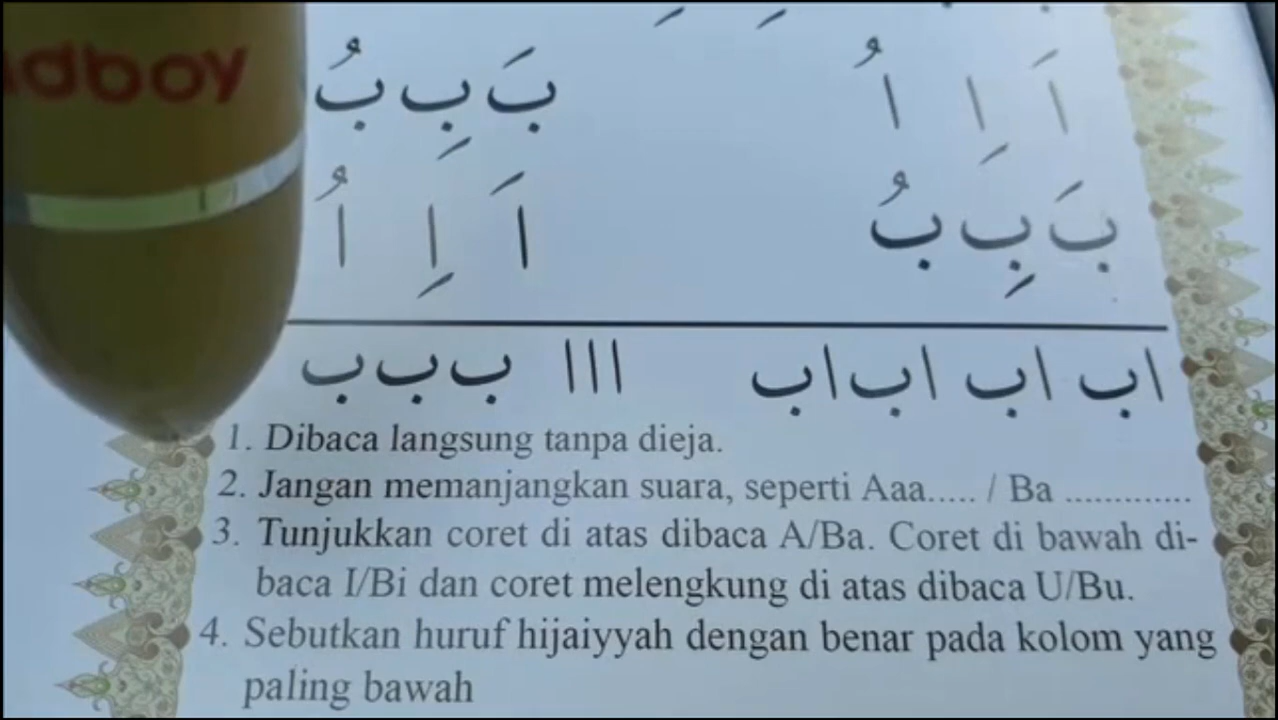 dboy
اَ اِ اُ بَ بِ بُ
بَ بِ بُ اَ اِ اُ
اب اب اب اب ا ا ا ب ب ب
1. Dibaca langsung tanpa dieja.
2. Jangan memanjangkan suara, seperti Aaa..... / Ba .............
3. Tunjukkan coret di atas dibaca A/Ba. Coret di bawah di-
baca I/Bi dan coret melengkung di atas dibaca U/Bu.
4. Sebutkan huruf hijaiyyah dengan benar pada kolom yang
paling bawah